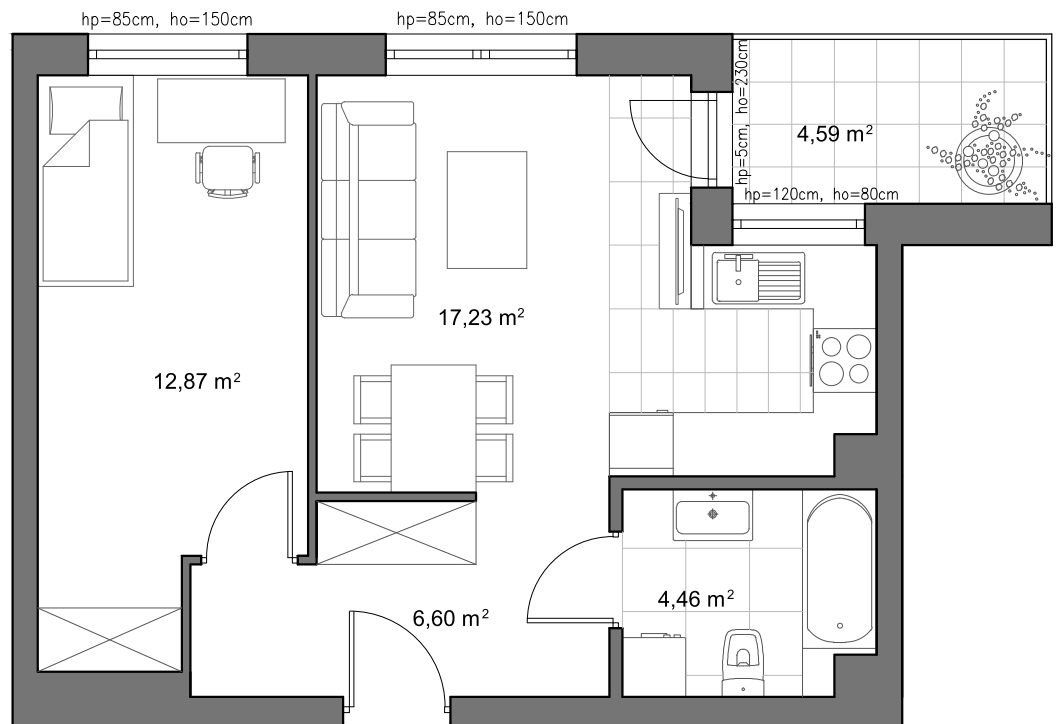 hp=85cm, ho=150cm
hp=85cm, ho=150cm
hp=5cm, ho=230cm
4,59 m²
hp=120cm, ho=80cm
17,23 m²
12,87 m²
4,46 m²
6,60 m²